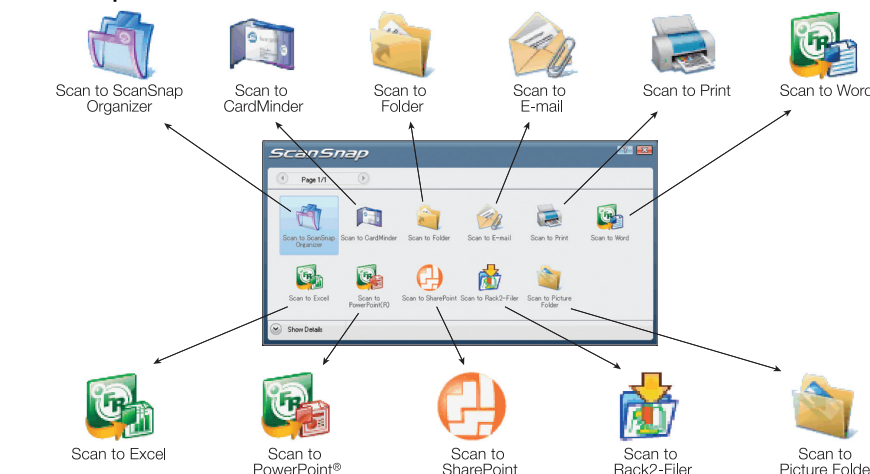 Scan to ScanSnap
Organizer
Scan to
CardMinder
Scan to
Folder
Scan to
E-mail
Scan to Print
Scan to Word
ScanSnap
Page 1/1
Scan to ScanSnap
Organizer
Scan to CardMinder
Scan to Folder
Scan to E-mail
Scan to Print
Scan to Word
Scan to Excel
Scan to
PowerPoint(R)
Scan to SharePoint
Scan to Rack2-Filer
Scan to Picture
Folder
Show Details
Scan to Excel
Scan to
PowerPoint®
Scan to
SharePoint
Scan to
Rack2-Filer
Scan to
Picture Folder